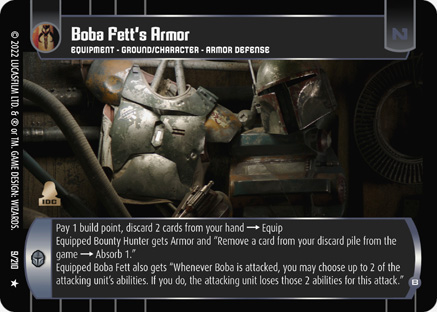 Boba Fett's Armor
EQUIPMENT - GROUND/CHARACTER - ARMOR DEFENSE
N
© 2022 LUCASFILM LTD. & ® OR TM. GAME DESIGN: WIZARDS.
9/210
IDC
Pay 1 build point, discard 2 cards from your hand → Equip
Equipped Bounty Hunter gets Armor and “Remove a card from your discard pile from the
game → Absorb 1.”
Equipped Boba Fett also gets “Whenever Boba is attacked, you may choose up to 2 of the
attacking unit's abilities. If you do, the attacking unit loses those 2 abilities for this attack.”